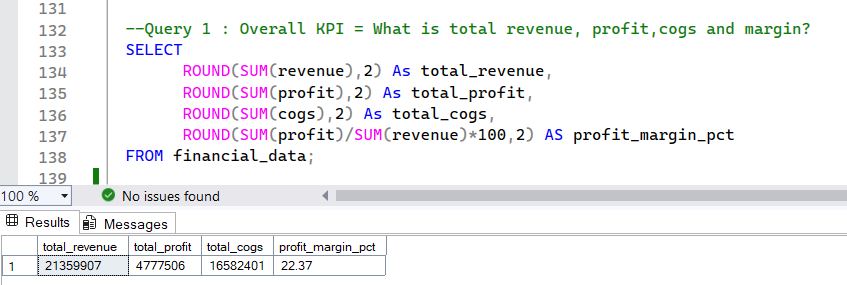 131
132 --Query 1 : Overall KPI = What is total revenue, profit,cogs and margin?
133 SELECT
134 ROUND(SUM(revenue),2) As total_revenue,
135 ROUND(SUM(profit),2) As total_profit,
136 ROUND(SUM(cogs),2) As total_cogs,
137 ROUND(SUM(profit)/SUM(revenue)*100,2) AS profit_margin_pct
138 FROM financial_data;
139
100 % No issues found
Results Messages
total_revenue total_profit total_cogs profit_margin_pct
1 21359907 4777506 16582401 22.37